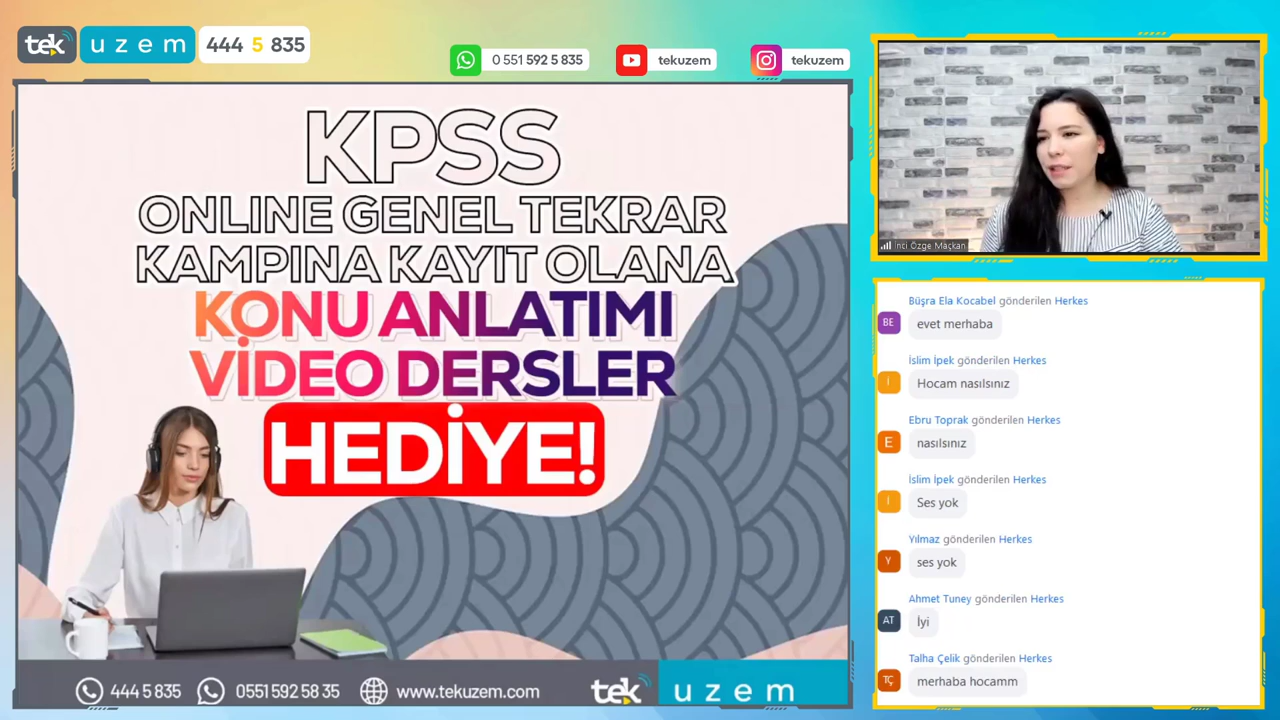 tek uzem 444 5 835
0 551 592 5 835
tekuzem
tekuzem
KPSS
ONLINE GENEL TEKRAR
KAMPINA KAYIT OLANA
KONU ANLATIMI
VİDEO DERSLER
HEDİYE!
444 5 835
0551 592 58 35
www.tekuzem.com
tek uzem
İnci Özge Maçkan
Büşra Ela Kocabel gönderilen Herkes
BE
evet merhaba
İslim İpek gönderilen Herkes
İ
Hocam nasılsınız
Ebru Toprak gönderilen Herkes
E
nasılsınız
İslim İpek gönderilen Herkes
İ
Ses yok
Yılmaz gönderilen Herkes
Y
ses yok
Ahmet Tuney gönderilen Herkes
AT
İyi
Talha Çelik gönderilen Herkes
TÇ
merhaba hocamm